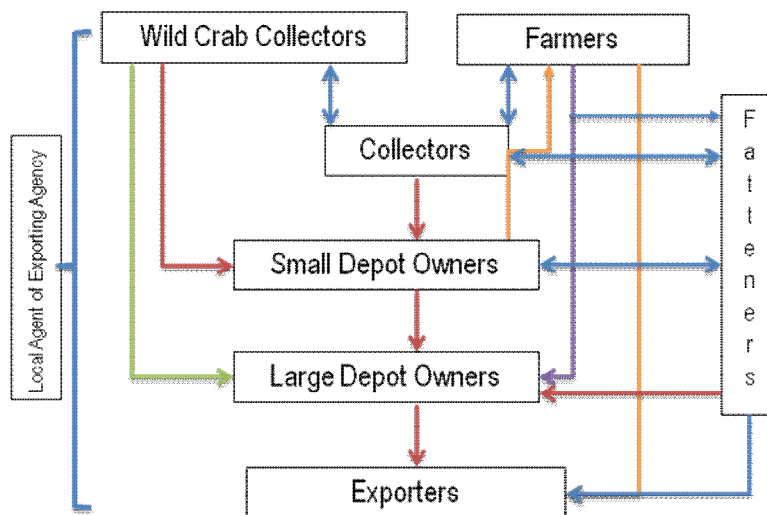 Wild Crab Collectors
Farmers
Collectors
Small Depot Owners
Large Depot Owners
Exporters
Local Agent of Exporting Agency
F
a
t
t
e
n
e
r
s